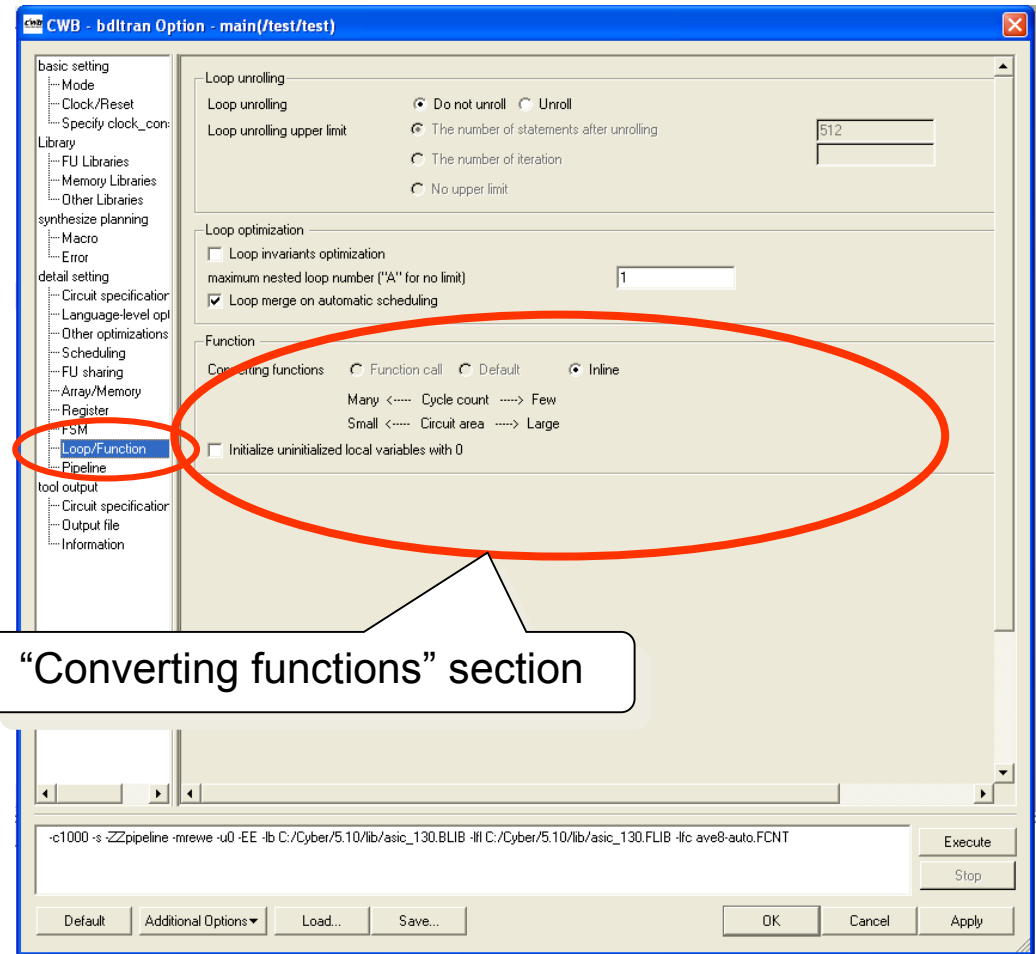 CWB - bdltran Option - main(/test/test)
basic setting
Mode
Clock/Reset
Specify clock_con
Library
FU Libraries
Memory Libraries
Other Libraries
synthesize planning
Macro
Error
detail setting
Circuit specification
Language-level opt
Other optimizations
Scheduling
FU sharing
Array/Memory
Register
FSM
Loop/Function
Pipeline
tool output
Circuit specification
Output file
Information
Loop unrolling
Loop unrolling Do not unroll Unroll
Loop unrolling upper limit The number of statements after unrolling 512
The number of iteration
No upper limit
Loop optimization
Loop invariants optimization
maximum nested loop number ("A" for no limit) 1
Loop merge on automatic scheduling
Function
Converting functions Function call Default Inline
Many <----- Cycle count -----> Few
Small <----- Circuit area -----> Large
Initialize uninitialized local variables with 0
“Converting functions” section
-c1000 -s -ZZpipeline -mrewe -u0 -EE -lb C:/Cyber/5.10/lib/asic_130.BLIB -lfl C:/Cyber/5.10/lib/asic_130.FLIB -lfc ave8-auto.FCNT
Execute
Stop
Default Additional Options Load... Save... OK Cancel Apply